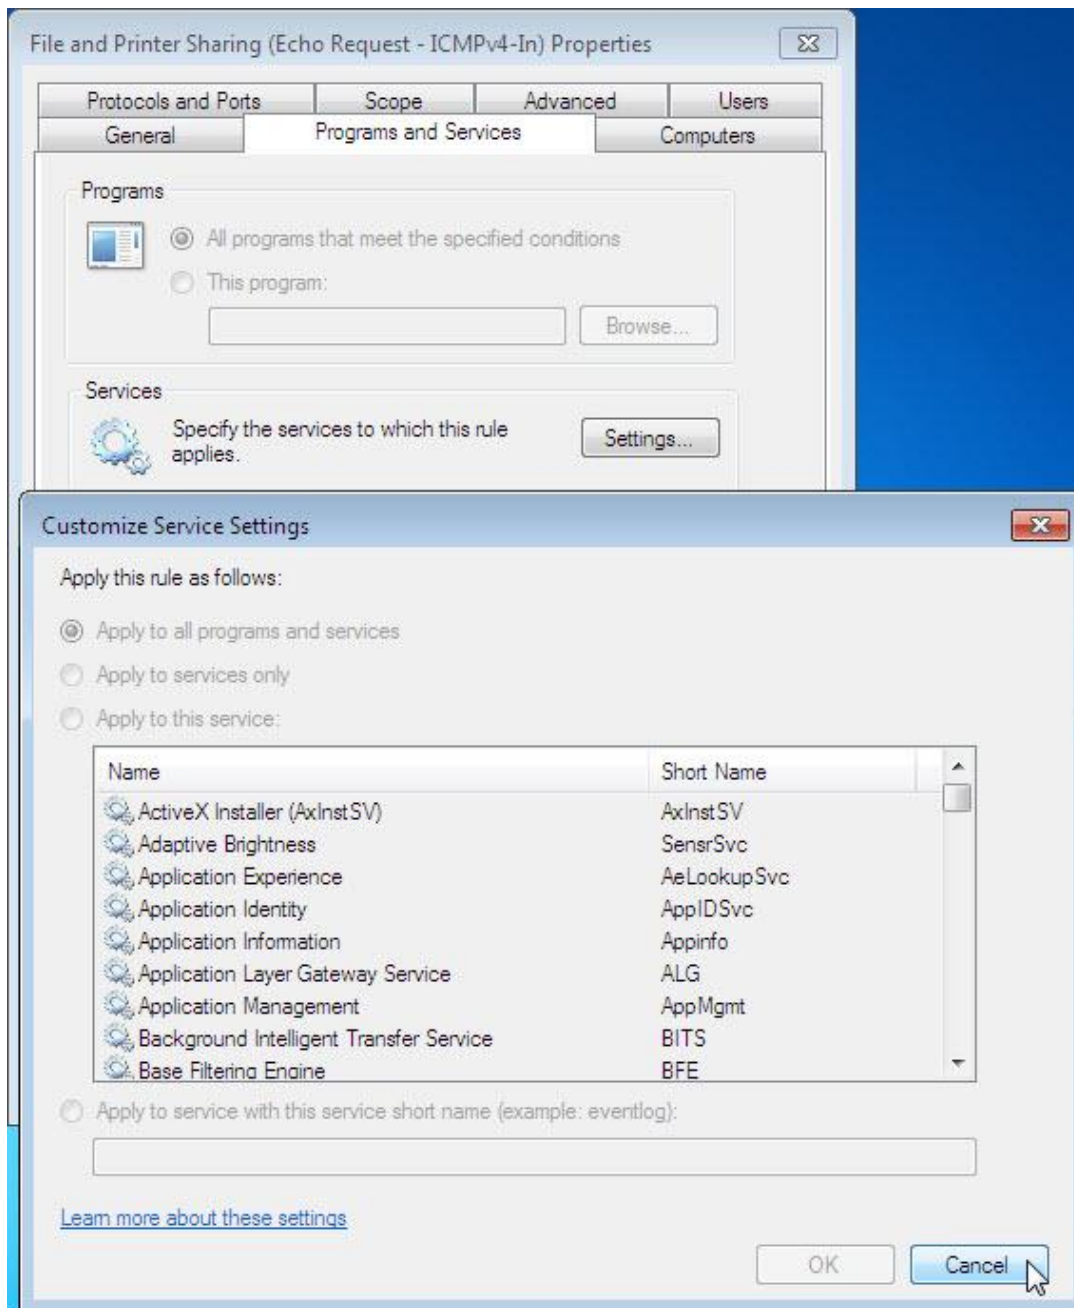 File and Printer Sharing (Echo Request - ICMPv4-In) Properties
Protocols and Ports Scope Advanced Users
General Programs and Services Computers
Programs
All programs that meet the specified conditions
This program:
Browse...
Services
Specify the services to which this rule
applies.
Settings...
Customize Service Settings
Apply this rule as follows:
Apply to all programs and services
Apply to services only
Apply to this service:
Name Short Name
ActiveX Installer (AxInstSV) AxInstSV
Adaptive Brightness SensrSvc
Application Experience AeLookupSvc
Application Identity AppIDSvc
Application Information Appinfo
Application Layer Gateway Service ALG
Application Management AppMgmt
Background Intelligent Transfer Service BITS
Base Filtering Engine BFE
Apply to service with this service short name (example: eventlog):
Learn more about these settings
OK Cancel